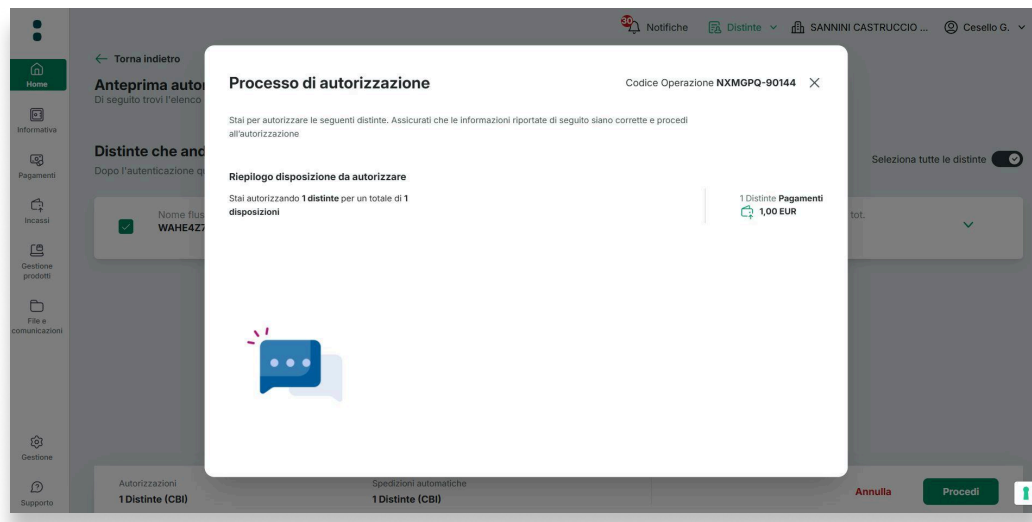 30
Notifiche
Distinte
SANNINI CASTRUCCIO ...
Cesello G.
Home
Informativa
Pagamenti
Incassi
Gestione
prodotti
File e
comunicazioni
Gestione
Supporto
Torna indietro
Anteprima autor
Di seguito trovi l'elenco
Distinte che and
Dopo l'autenticazione q
Seleziona tutte le distinte
Nome flus
WAHE4Z7
tot.
Processo di autorizzazione
Codice Operazione NXMGPQ-90144
Stai per autorizzare le seguenti distinte. Assicurati che le informazioni riportate di seguito siano corrette e procedi
all'autorizzazione
Riepilogo disposizione da autorizzare
Stai autorizzando 1 distinte per un totale di 1
disposizioni
1 Distinte Pagamenti
1,00 EUR
Autorizzazioni
1 Distinte (CBI)
Spedizioni automatiche
1 Distinte (CBI)
Annulla
Procedi